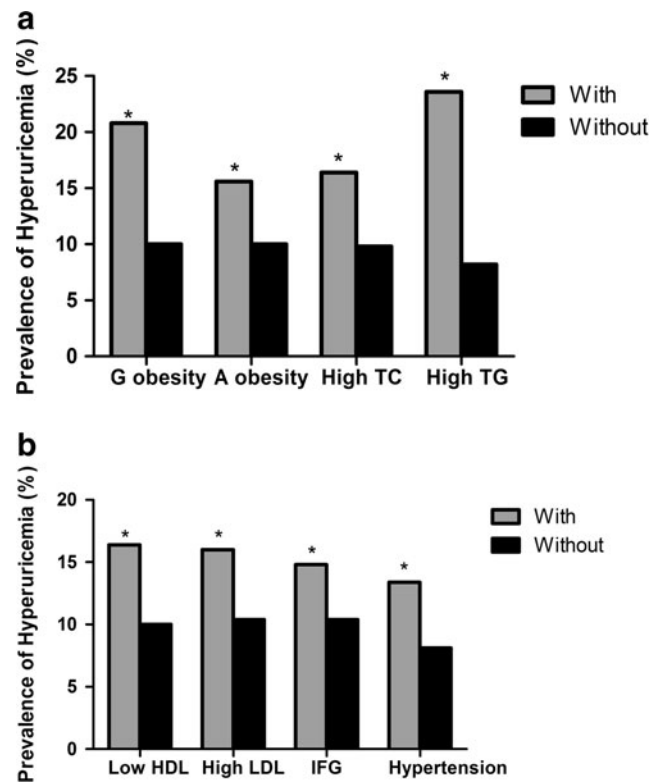 a
Prevalence of Hyperuricemia (%)
25
20
15
10
5
0
* * * *
With
Without
G obesity A obesity High TC High TG
b
Prevalence of Hyperuricemia (%)
20
15
10
5
0
* * * *
With
Without
Low HDL High LDL IFG Hypertension